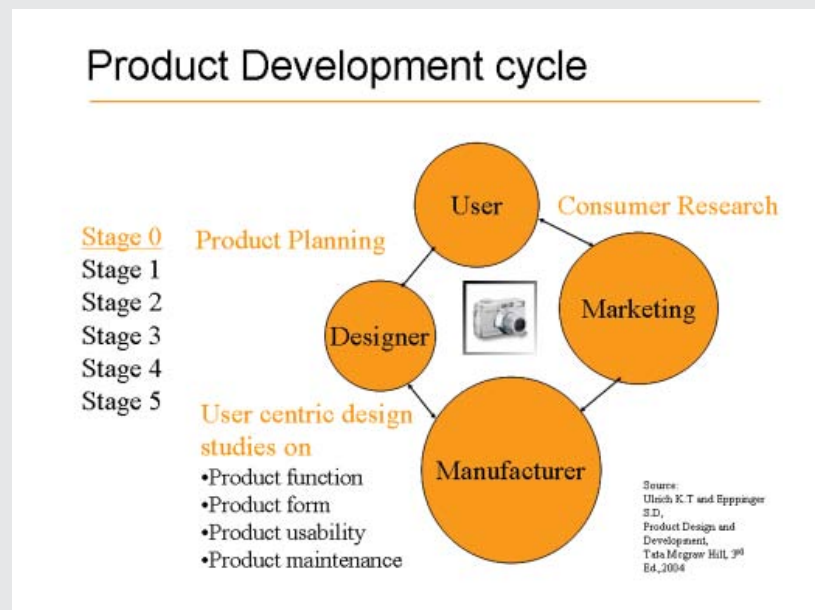 Product Development cycle
Stage 0
Stage 1
Stage 2
Stage 3
Stage 4
Stage 5
Product Planning
User
Consumer Research
Designer
Marketing
Manufacturer
User centric design
studies on
•Product function
•Product form
•Product usability
•Product maintenance
Source:
Ulrich K.T and Epppinger
S.D,
Product Design and
Development,
Tata Mcgraw Hill, 3rd
Ed.,2004